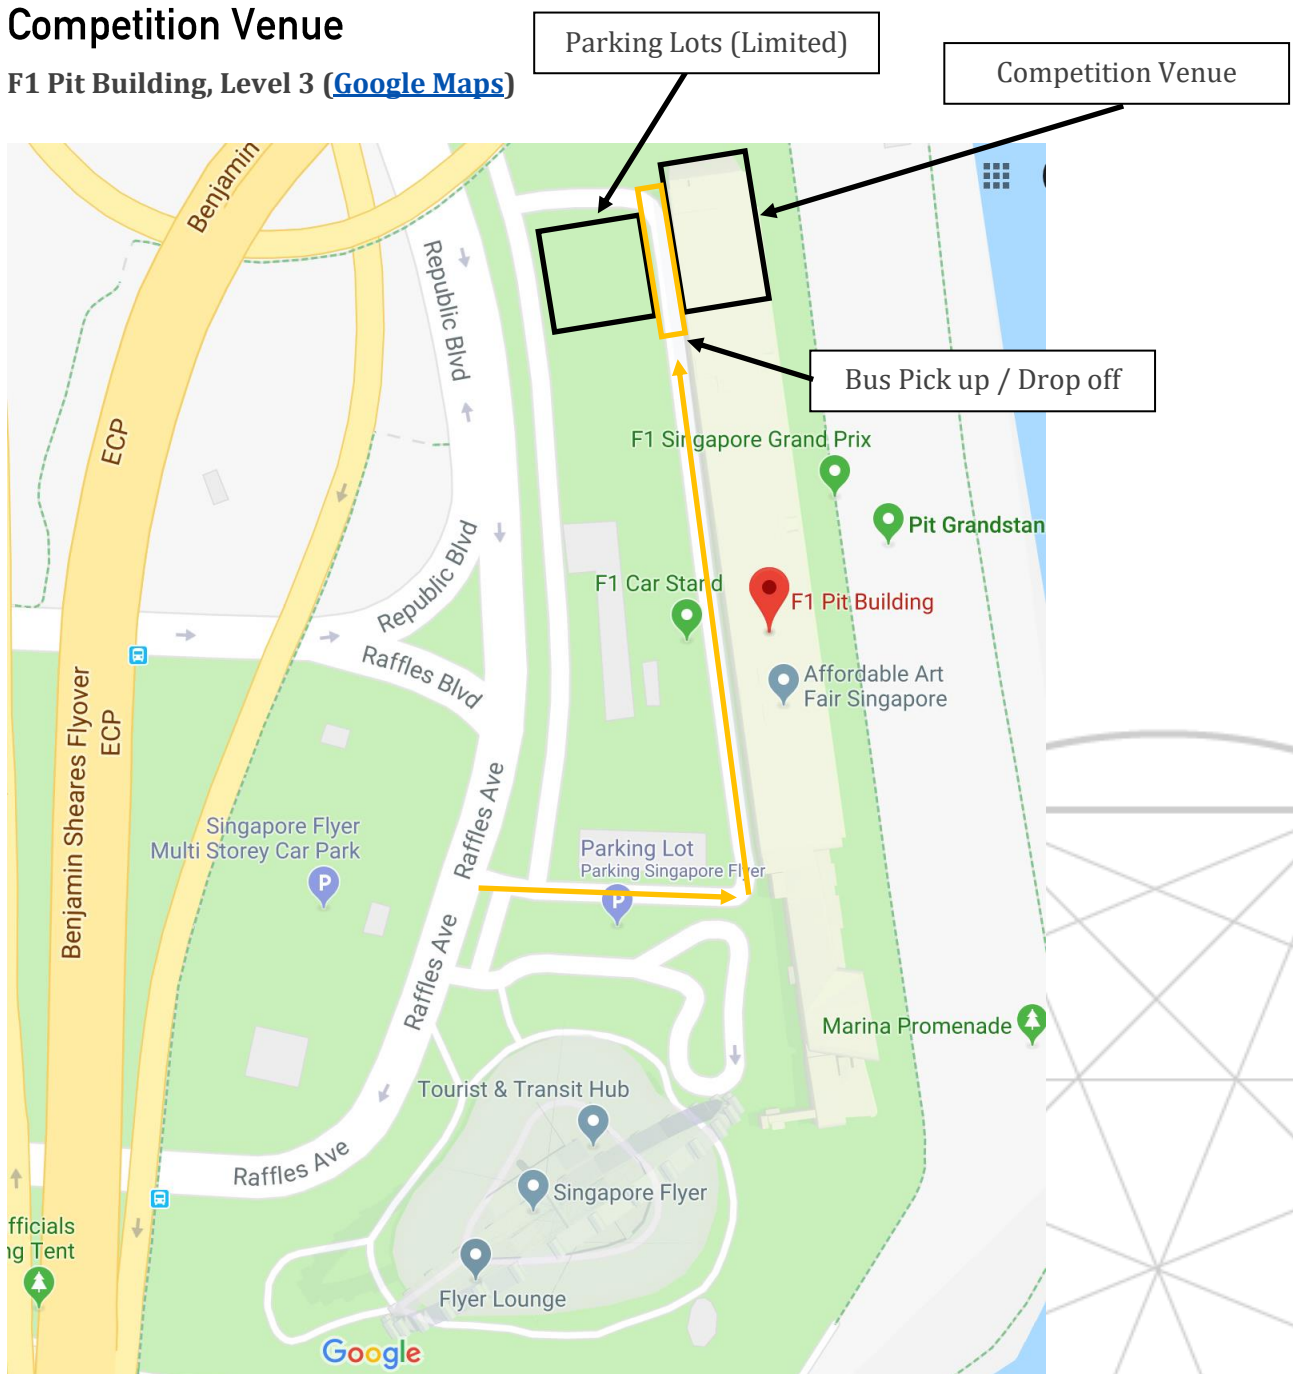 Competition Venue
F1 Pit Building, Level 3 (Google Maps)
Parking Lots (Limited)
Competition Venue
Benjamin
Republic Blvd
Bus Pick up / Drop off
ECP
F1 Singapore Grand Prix
Pit Grandstan
Republic Blvd
F1 Car Stand
F1 Pit Building
Raffles Blvd
Affordable Art
Fair Singapore
Benjamin Sheares Flyover
ECP
Raffles Ave
Singapore Flyer
Multi Storey Car Park
P
Parking Lot
Parking Singapore Flyer
P
Raffles Ave
Marina Promenade
Tourist & Transit Hub
Raffles Ave
Singapore Flyer
fficials
ng Tent
Flyer Lounge
Google